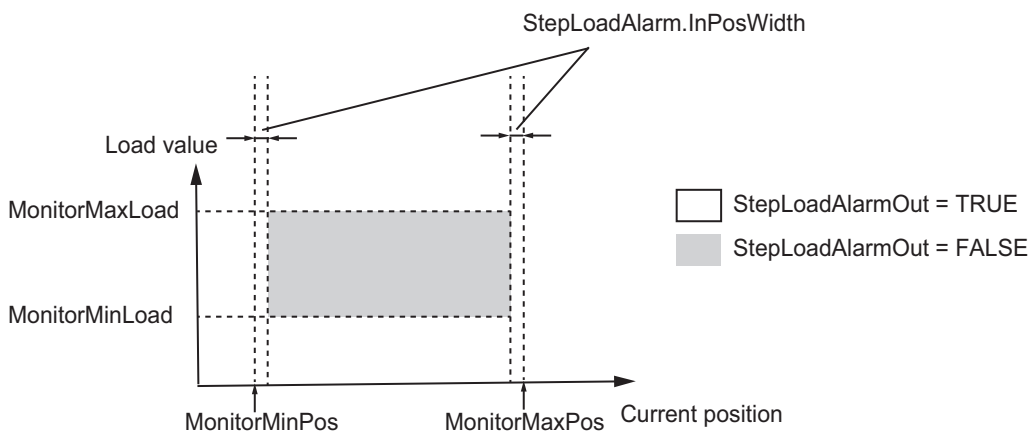 StepLoadAlarm.InPosWidth
Load value
MonitorMaxLoad
StepLoadAlarmOut = TRUE
StepLoadAlarmOut = FALSE
MonitorMinLoad
MonitorMinPos
MonitorMaxPos
Current position